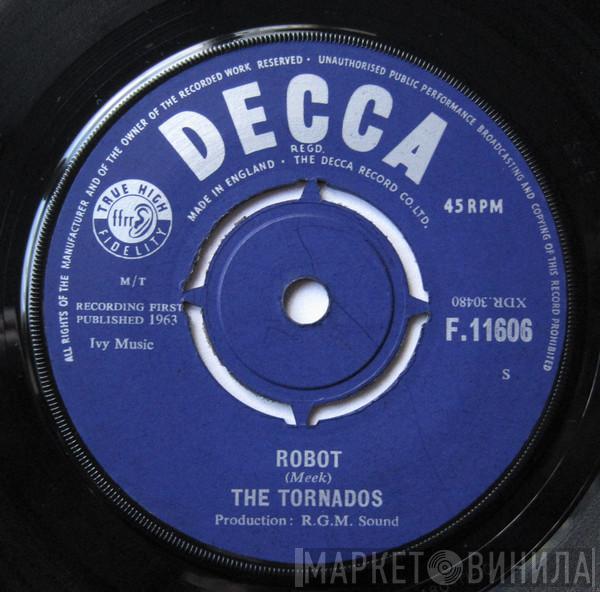 ALL RIGHTS OF THE MANUFACTURER AND OF THE OWNER OF THE RECORDED WORK RESERVED · UNAUTHORISED PUBLIC PERFORMANCE BROADCASTING AND COPYING OF THIS RECORD PROHIBITED
DECCA
REGD.
MADE IN ENGLAND · THE DECCA RECORD CO. LTD.
TRUE HIGH
ffrr
FIDELITY
45 RPM
M/T
RECORDING FIRST
PUBLISHED 1963
Ivy Music
XDR.30480
F.11606
S
ROBOT
(Meek)
THE TORNADOS
Production: R.G.M. Sound
МАРКЕТ ВИНИЛА